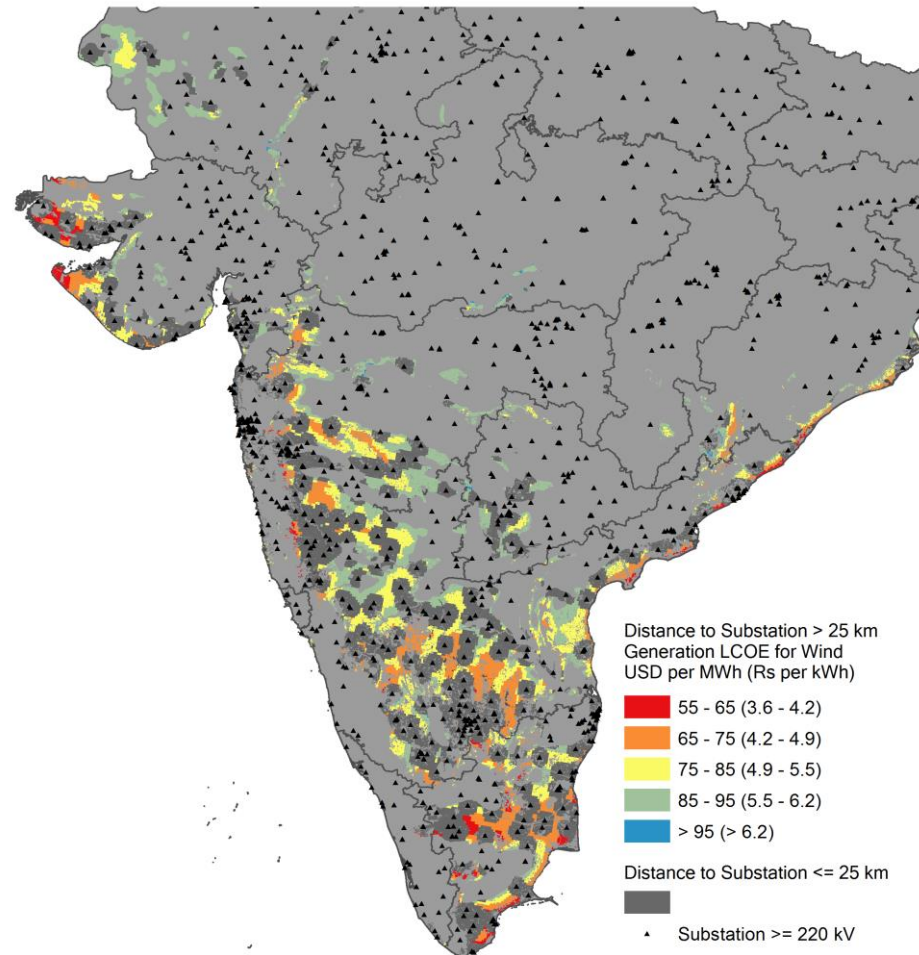 Distance to Substation > 25 km
Generation LCOE for Wind
USD per MWh (Rs per kWh)
55 - 65 (3.6 - 4.2)
65 - 75 (4.2 - 4.9)
75 - 85 (4.9 - 5.5)
85 - 95 (5.5 - 6.2)
> 95 (> 6.2)
Distance to Substation <= 25 km
Substation >= 220 kV